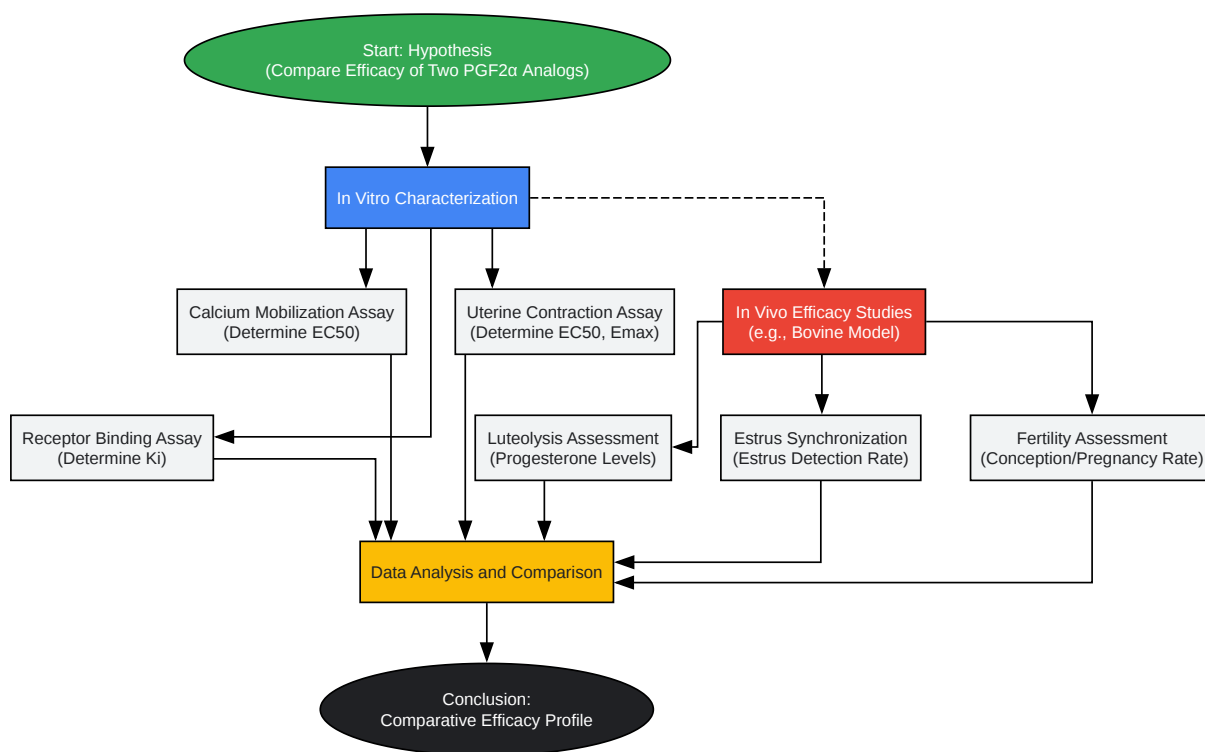 Start: Hypothesis
(Compare Efficacy of Two PGF2α Analogs)
In Vitro Characterization
Calcium Mobilization Assay
(Determine EC50)
Uterine Contraction Assay
(Determine EC50, Emax)
In Vivo Efficacy Studies
(e.g., Bovine Model)
Receptor Binding Assay
(Determine Ki)
Luteolysis Assessment
(Progesterone Levels)
Estrus Synchronization
(Estrus Detection Rate)
Fertility Assessment
(Conception/Pregnancy Rate)
Data Analysis and Comparison
Conclusion:
Comparative Efficacy Profile